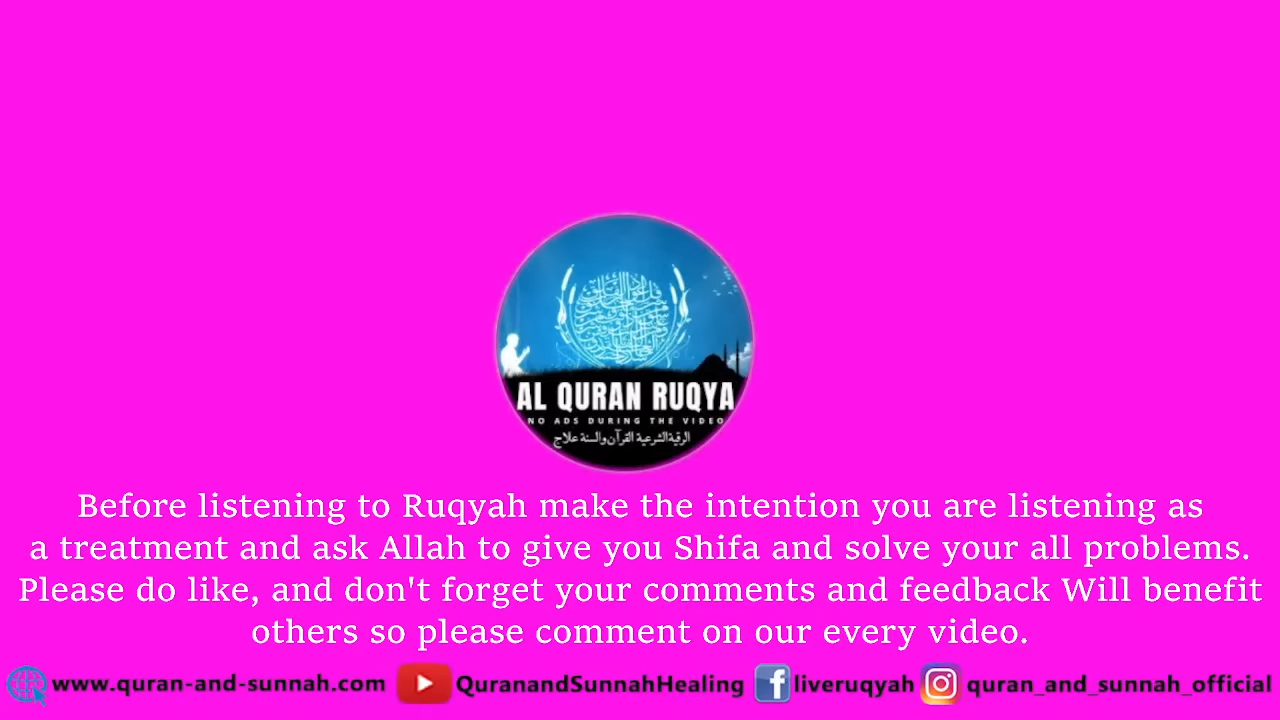 AL QURAN RUQYA
NO ADS DURING THE VIDEO
الرقية الشرعية القرآن والسنة علاج
Before listening to Ruqyah make the intention you are listening as
a treatment and ask Allah to give you Shifa and solve your all problems.
Please do like, and don't forget your comments and feedback Will benefit
others so please comment on our every video.
www.quran-and-sunnah.com QuranandSunnahHealing liveruqyah quran_and_sunnah_official